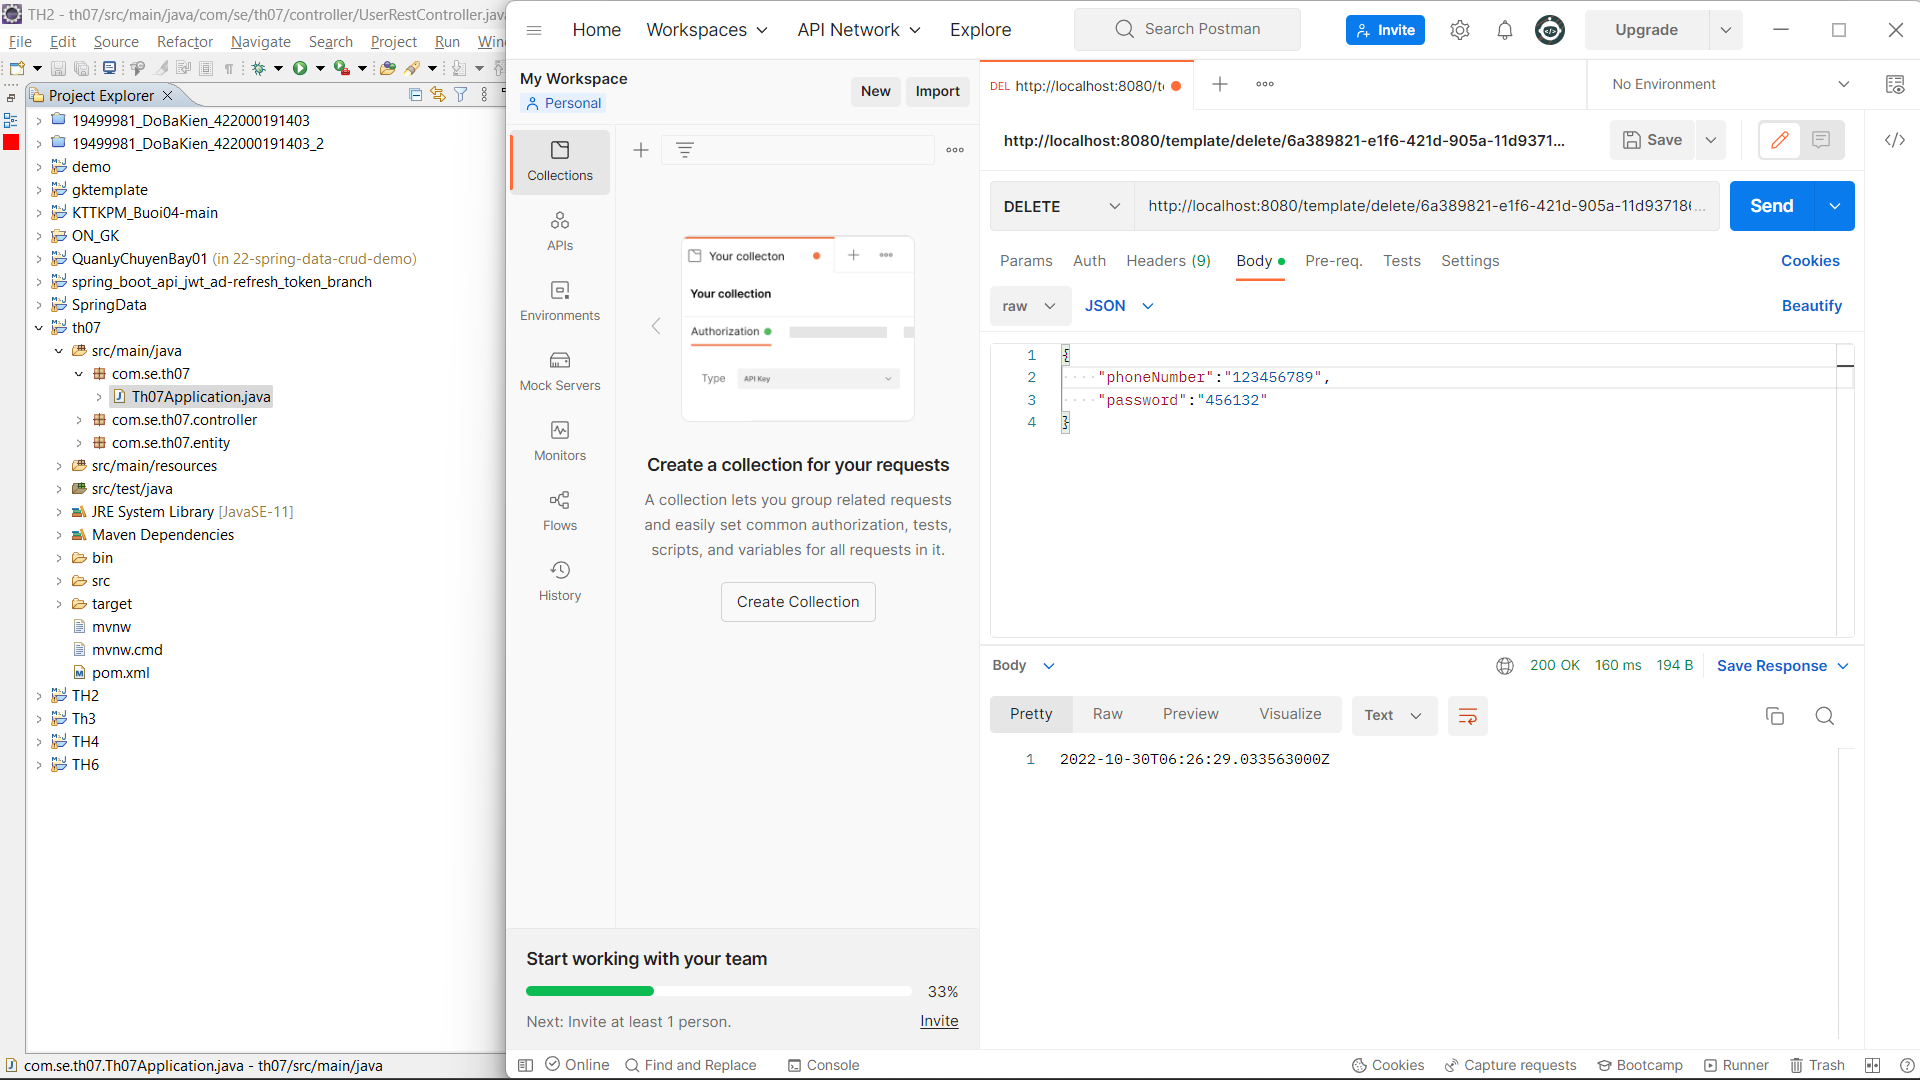 TH2 - th07/src/main/java/com/se/th07/controller/UserRestController.java
File Edit Source Refactor Navigate Search Project Run Win
Project Explorer
19499981_DoBaKien_422000191403
19499981_DoBaKien_422000191403_2
demo
gktemplate
KTTKPM_Buoi04-main
ON_GK
QuanLyChuyenBay01 (in 22-spring-data-crud-demo)
spring_boot_api_jwt_ad-refresh_token_branch
SpringData
th07
src/main/java
com.se.th07
Th07Application.java
com.se.th07.controller
com.se.th07.entity
src/main/resources
src/test/java
JRE System Library [JavaSE-11]
Maven Dependencies
bin
src
target
mvnw
mvnw.cmd
pom.xml
TH2
Th3
TH4
TH6
com.se.th07.Th07Application.java - th07/src/main/java
Home Workspaces API Network Explore
Search Postman
Invite
Upgrade
My Workspace
Personal
New Import
Collections
APIs
Environments
Mock Servers
Monitors
Flows
History
Your collecton
Your collection
Authorization
Type API Key
Create a collection for your requests
A collection lets you group related requests
and easily set common authorization, tests,
scripts, and variables for all requests in it.
Create Collection
Start working with your team
33%
Next: Invite at least 1 person. Invite
DEL http://localhost:8080/t
No Environment
http://localhost:8080/template/delete/6a389821-e1f6-421d-905a-11d9371...
Save
DELETE http://localhost:8080/template/delete/6a389821-e1f6-421d-905a-11d93718(...
Send
Params Auth Headers (9) Body Pre-req. Tests Settings Cookies
raw JSON Beautify
1 {
2 "phoneNumber":"123456789",
3 "password":"456132"
4 }
Body 200 OK 160 ms 194 B Save Response
Pretty Raw Preview Visualize Text
1 2022-10-30T06:26:29.033563000Z
Online Find and Replace Console Cookies Capture requests Bootcamp Runner Trash